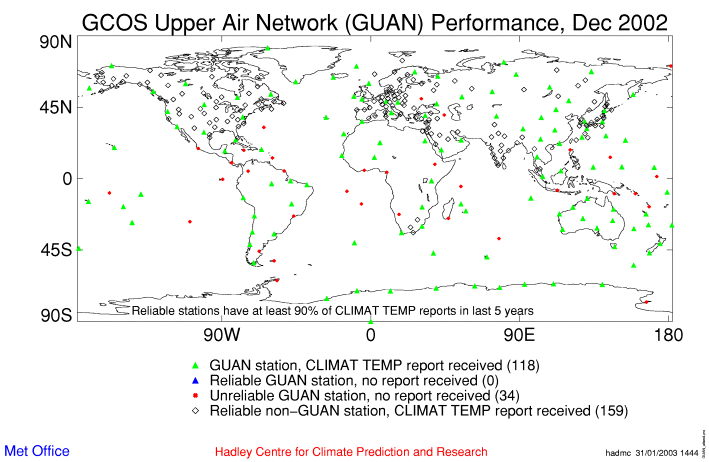 GCOS Upper Air Network (GUAN) Performance, Dec 2002
90N
45N
0
45S
90S
Reliable stations have at least 90% of CLIMAT TEMP reports in last 5 years
90W 0 90E 180
GUAN station, CLIMAT TEMP report received (118)
Reliable GUAN station, no report received (0)
Unreliable GUAN station, no report received (34)
Reliable non-GUAN station, CLIMAT TEMP report received (159)
Met Office
Hadley Centre for Climate Prediction and Research
hadmc 31/01/2003 1444